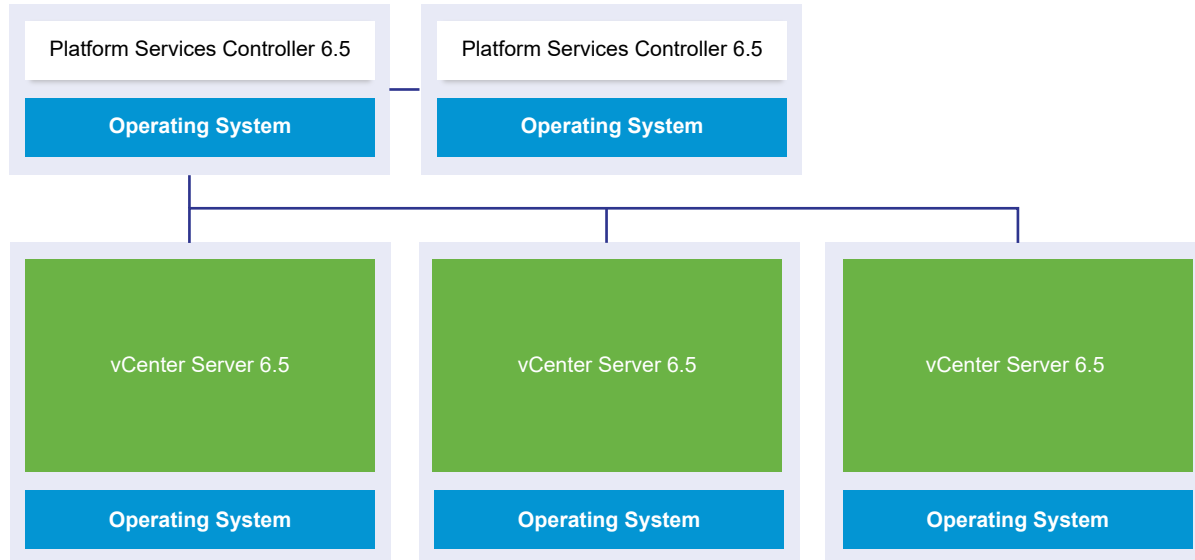 Platform Services Controller 6.5
Platform Services Controller 6.5
Operating System
Operating System
vCenter Server 6.5
vCenter Server 6.5
vCenter Server 6.5
Operating System
Operating System
Operating System